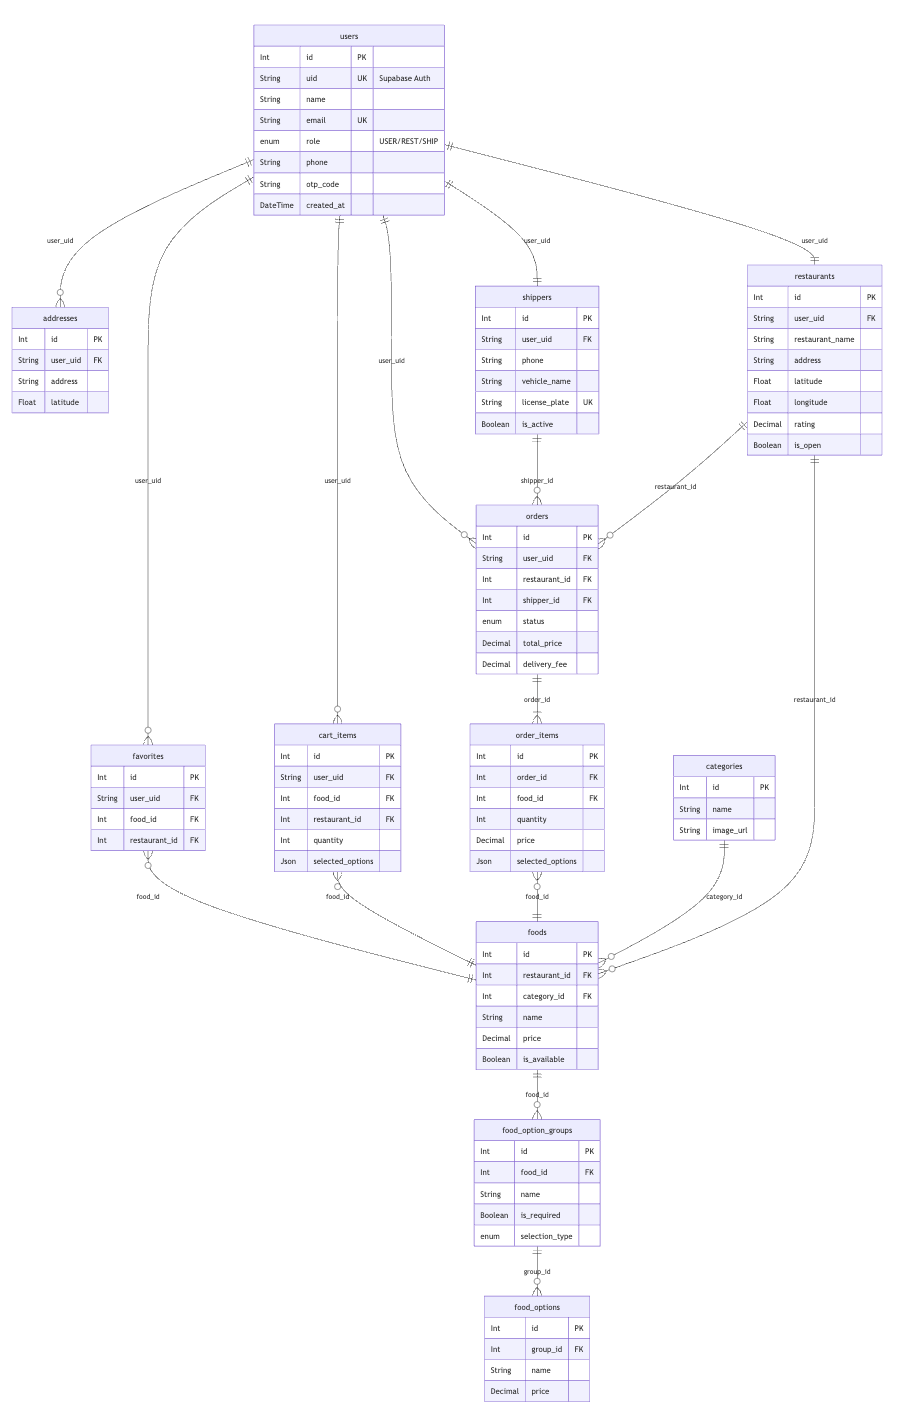 users
Int id PK
String uid UK Supabase Auth
String name
String email UK
enum role USER/REST/SHIP
String phone
String otp_code
DateTime created_at
user_uid
user_uid
user_uid
restaurants
Int id PK
String user_uid FK
String restaurant_name
String address
Float latitude
Float longitude
Decimal rating
Boolean is_open
shippers
Int id PK
String user_uid FK
String phone
String vehicle_name
String license_plate UK
Boolean is_active
addresses
Int id PK
String user_uid FK
String address
Float latitude
user_uid
user_uid
user_uid
shipper_id
restaurant_id
orders
Int id PK
String user_uid FK
Int restaurant_id FK
Int shipper_id FK
enum status
Decimal total_price
Decimal delivery_fee
order_id
restaurant_id
favorites
Int id PK
String user_uid FK
Int food_id FK
Int restaurant_id FK
cart_items
Int id PK
String user_uid FK
Int food_id FK
Int restaurant_id FK
Int quantity
Json selected_options
order_items
Int id PK
Int order_id FK
Int food_id FK
Int quantity
Decimal price
Json selected_options
categories
Int id PK
String name
String image_url
food_id
food_id
food_id
category_id
foods
Int id PK
Int restaurant_id FK
Int category_id FK
String name
Decimal price
Boolean is_available
food_id
food_option_groups
Int id PK
Int food_id FK
String name
Boolean is_required
enum selection_type
group_id
food_options
Int id PK
Int group_id FK
String name
Decimal price